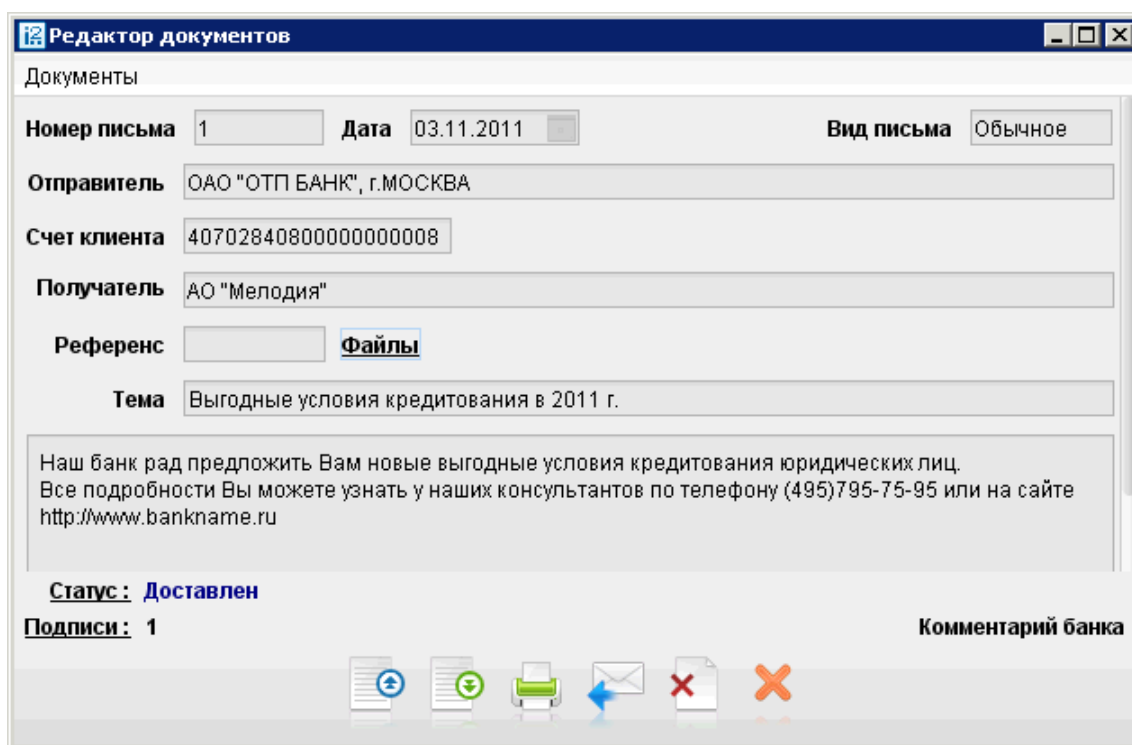 Редактор документов
Документы
Номер письма 1 Дата 03.11.2011 Вид письма Обычное
Отправитель ОАО "ОТП БАНК", г.МОСКВА
Счет клиента 40702840800000000008
Получатель АО "Мелодия"
Референс Файлы
Тема Выгодные условия кредитования в 2011 г.
Наш банк рад предложить Вам новые выгодные условия кредитования юридических лиц.
Все подробности Вы можете узнать у наших консультантов по телефону (495)795-75-95 или на сайте
http://www.bankname.ru
Статус : Доставлен
Подписи : 1 Комментарий банка